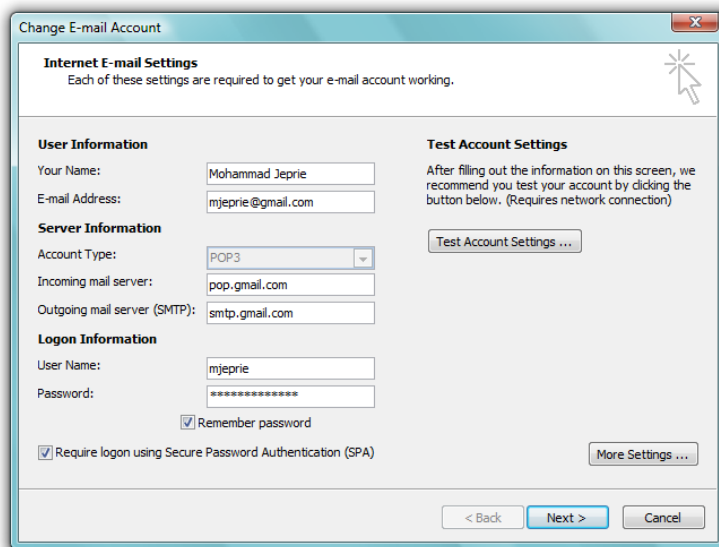 Change E-mail Account
Internet E-mail Settings
Each of these settings are required to get your e-mail account working.
User Information
Your Name: Mohammad Jeprie
E-mail Address: mjeprie@gmail.com
Server Information
Account Type: POP3
Incoming mail server: pop.gmail.com
Outgoing mail server (SMTP): smtp.gmail.com
Logon Information
User Name: mjeprie
Password: *************
Remember password
Require logon using Secure Password Authentication (SPA)
Test Account Settings
After filling out the information on this screen, we
recommend you test your account by clicking the
button below. (Requires network connection)
Test Account Settings ...
More Settings ...
< Back Next > Cancel